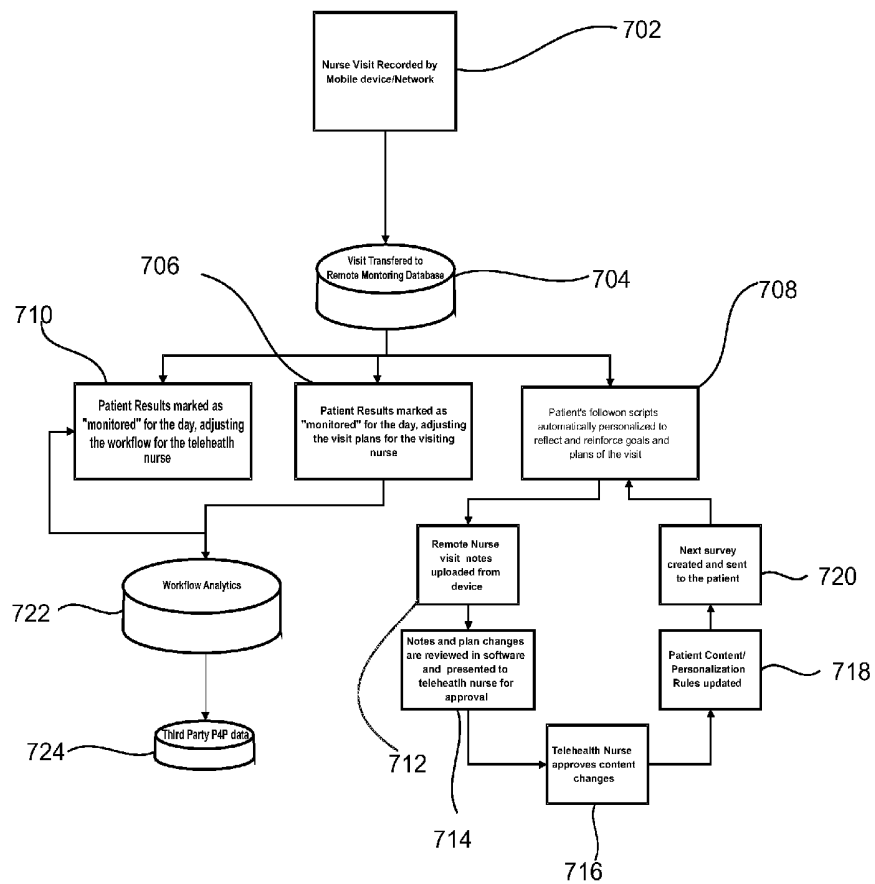 702
Nurse Visit Recorded by
Mobile device/Network
Visit Transfered to
Remote Montoring Database
704
706
708
710
Patient Results marked as
"monitored" for the day, adjusting
the workflow for the teleheatlh
nurse
Patient Results marked as
"monitored" for the day, adjusting
the visit plans for the visiting
nurse
Patient's followon scripts
automatically personalized to
reflect and reinforce goals and
plans of the visit
Remote Nurse
visit notes
uploaded from
device
Next survey
created and sent
to the patient
720
Workflow Analytics
722
Notes and plan changes
are reviewed in software
and presented to
teleheatlh nurse for
approval
Patient Content/
Personalization
Rules updated
718
Third Party P4P data
724
712
Telehealth Nurse
approves content
changes
714
716